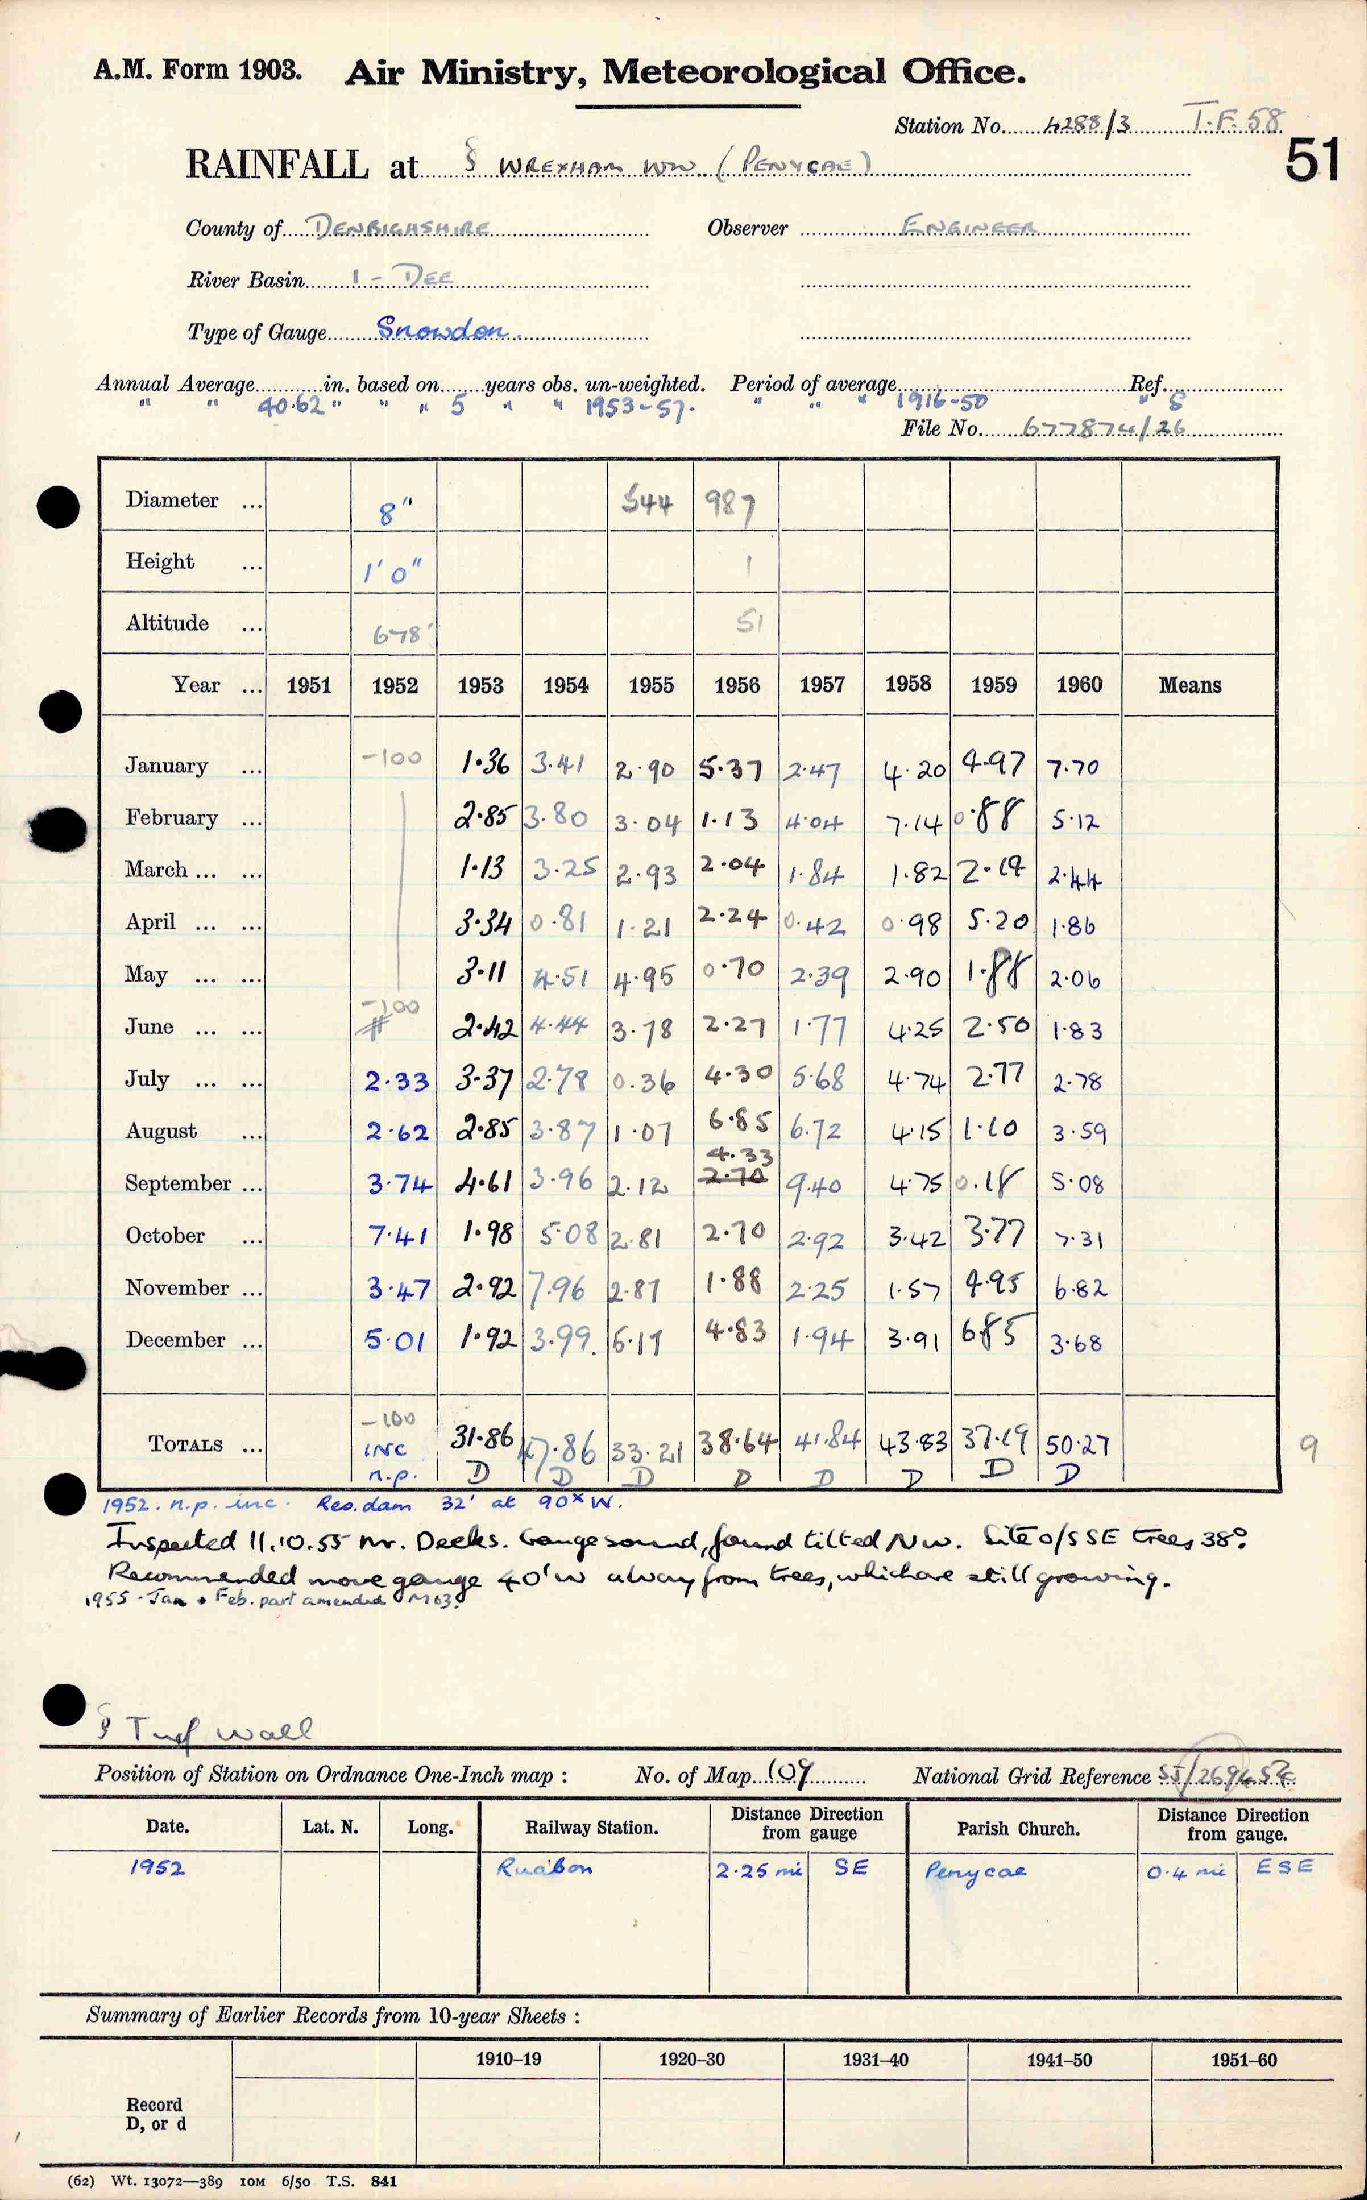 A.M. Form 1903. Air Ministry, Meteorological Office.
Station No. 4288/3 T.F. 58
51
RAINFALL at § WREXHAM WW (PENYCAE)
County of DENBIGHSHIRE Observer ENGINEER
River Basin 1 - DEE
Type of Gauge Snowdon.
Annual Average in. based on years obs. un-weighted. Period of average Ref.
" " 40.62 " " " 5 " " 1953-57. " " " 1916-50 " S
File No. 677874/26
Diameter ... 8" 544 987
Height ... 1' 0" 1
Altitude ... 678' 51
Year ... 1951 1952 1953 1954 1955 1956 1957 1958 1959 1960 Means
January ... -100 1.36 3.41 2.90 5.37 2.47 4.20 4.97 7.70
February ... 2.85 3.80 3.04 1.13 4.04 7.14 0.88 5.12
March ... ... 1.13 3.25 2.93 2.04 1.84 1.82 2.14 2.44
April ... ... 3.34 0.81 1.21 2.24 0.42 0.98 5.20 1.86
May ... ... 3.11 4.51 4.95 0.70 2.39 2.90 1.88 2.06
June ... ... -100 2.42 4.44 3.78 2.27 1.77 4.25 2.50 1.83
July ... ... 2.33 3.37 2.78 0.36 4.30 5.68 4.74 2.77 2.78
August ... 2.62 2.85 3.87 1.07 6.85 6.72 4.15 1.10 3.59
4.33
September ... 3.74 4.61 3.96 2.12 2.70 9.40 4.75 0.18 5.08
October ... 7.41 1.98 5.08 2.81 2.70 2.92 3.42 3.77 7.31
November ... 3.47 2.92 7.96 2.87 1.88 2.25 1.57 4.95 6.82
December ... 5.01 1.92 3.99. 5.17 4.83 1.94 3.91 6.85 3.68
-100
TOTALS ... INC 31.86 47.86 33.21 38.64 41.84 43.83 37.19 50.27
9
n.p. D D D D D D D D
1952. n.p. inc. Res. dam 32' at 90ˣ W.
Inspected 11.10.55 Mr. Deeks. Gauge sound, found tilted NW. Site o/s SE trees 38°
Recommended move gauge 40' W away from trees, which are still growing.
1955 - Jan & Feb. part amended M63.
§ Turf Wall
Position of Station on Ordnance One-Inch map : No. of Map 109 National Grid Reference SJ/269454
Date. Lat. N. Long. Railway Station. Distance Direction from gauge Parish Church. Distance Direction from gauge.
1952 Ruabon 2.25 mi SE Penycae 0.4 mi ESE
Summary of Earlier Records from 10-year Sheets :
1910–19 1920–30 1931–40 1941–50 1951–60
Record
D, or d
(62) Wt. 13072—389 10M 6/50 T.S. 841